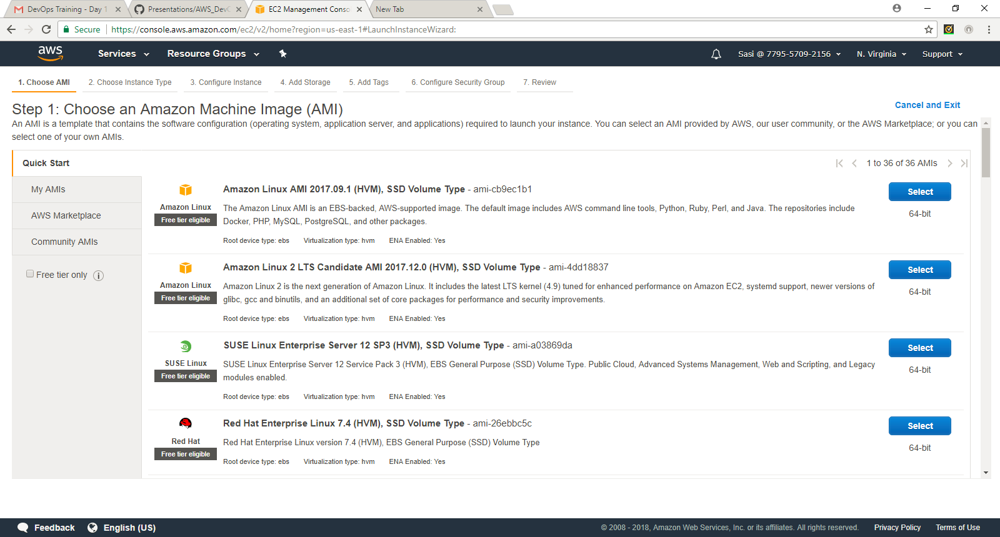 DevOps Training - Day 1
Presentations/AWS_DevO
EC2 Management Conso
New Tab
Secure
https://console.aws.amazon.com/ec2/v2/home?region=us-east-1#LaunchInstanceWizard:
aws
Services
Resource Groups
Sasi @ 7795-5709-2156
N. Virginia
Support
1. Choose AMI
2. Choose Instance Type
3. Configure Instance
4. Add Storage
5. Add Tags
6. Configure Security Group
7. Review
Step 1: Choose an Amazon Machine Image (AMI)
Cancel and Exit
An AMI is a template that contains the software configuration (operating system, application server, and applications) required to launch your instance. You can select an AMI provided by AWS, our user community, or the AWS Marketplace; or you can
select one of your own AMIs.
Quick Start
1 to 36 of 36 AMIs
My AMIs
AWS Marketplace
Community AMIs
Free tier only
Amazon Linux
Free tier eligible
Amazon Linux AMI 2017.09.1 (HVM), SSD Volume Type - ami-cb9ec1b1
The Amazon Linux AMI is an EBS-backed, AWS-supported image. The default image includes AWS command line tools, Python, Ruby, Perl, and Java. The repositories include
Docker, PHP, MySQL, PostgreSQL, and other packages.
Root device type: ebs Virtualization type: hvm ENA Enabled: Yes
Select
64-bit
Amazon Linux
Free tier eligible
Amazon Linux 2 LTS Candidate AMI 2017.12.0 (HVM), SSD Volume Type - ami-4dd18837
Amazon Linux 2 is the next generation of Amazon Linux. It includes the latest LTS kernel (4.9) tuned for enhanced performance on Amazon EC2, systemd support, newer versions of
glibc, gcc and binutils, and an additional set of core packages for performance and security improvements.
Root device type: ebs Virtualization type: hvm ENA Enabled: Yes
Select
64-bit
SUSE Linux
Free tier eligible
SUSE Linux Enterprise Server 12 SP3 (HVM), SSD Volume Type - ami-a03869da
SUSE Linux Enterprise Server 12 Service Pack 3 (HVM), EBS General Purpose (SSD) Volume Type. Public Cloud, Advanced Systems Management, Web and Scripting, and Legacy
modules enabled.
Root device type: ebs Virtualization type: hvm ENA Enabled: Yes
Select
64-bit
Red Hat
Free tier eligible
Red Hat Enterprise Linux 7.4 (HVM), SSD Volume Type - ami-26ebbc5c
Red Hat Enterprise Linux version 7.4 (HVM), EBS General Purpose (SSD) Volume Type
Root device type: ebs Virtualization type: hvm ENA Enabled: Yes
Select
64-bit
Feedback
English (US)
© 2008 - 2018, Amazon Web Services, Inc. or its affiliates. All rights reserved.
Privacy Policy
Terms of Use